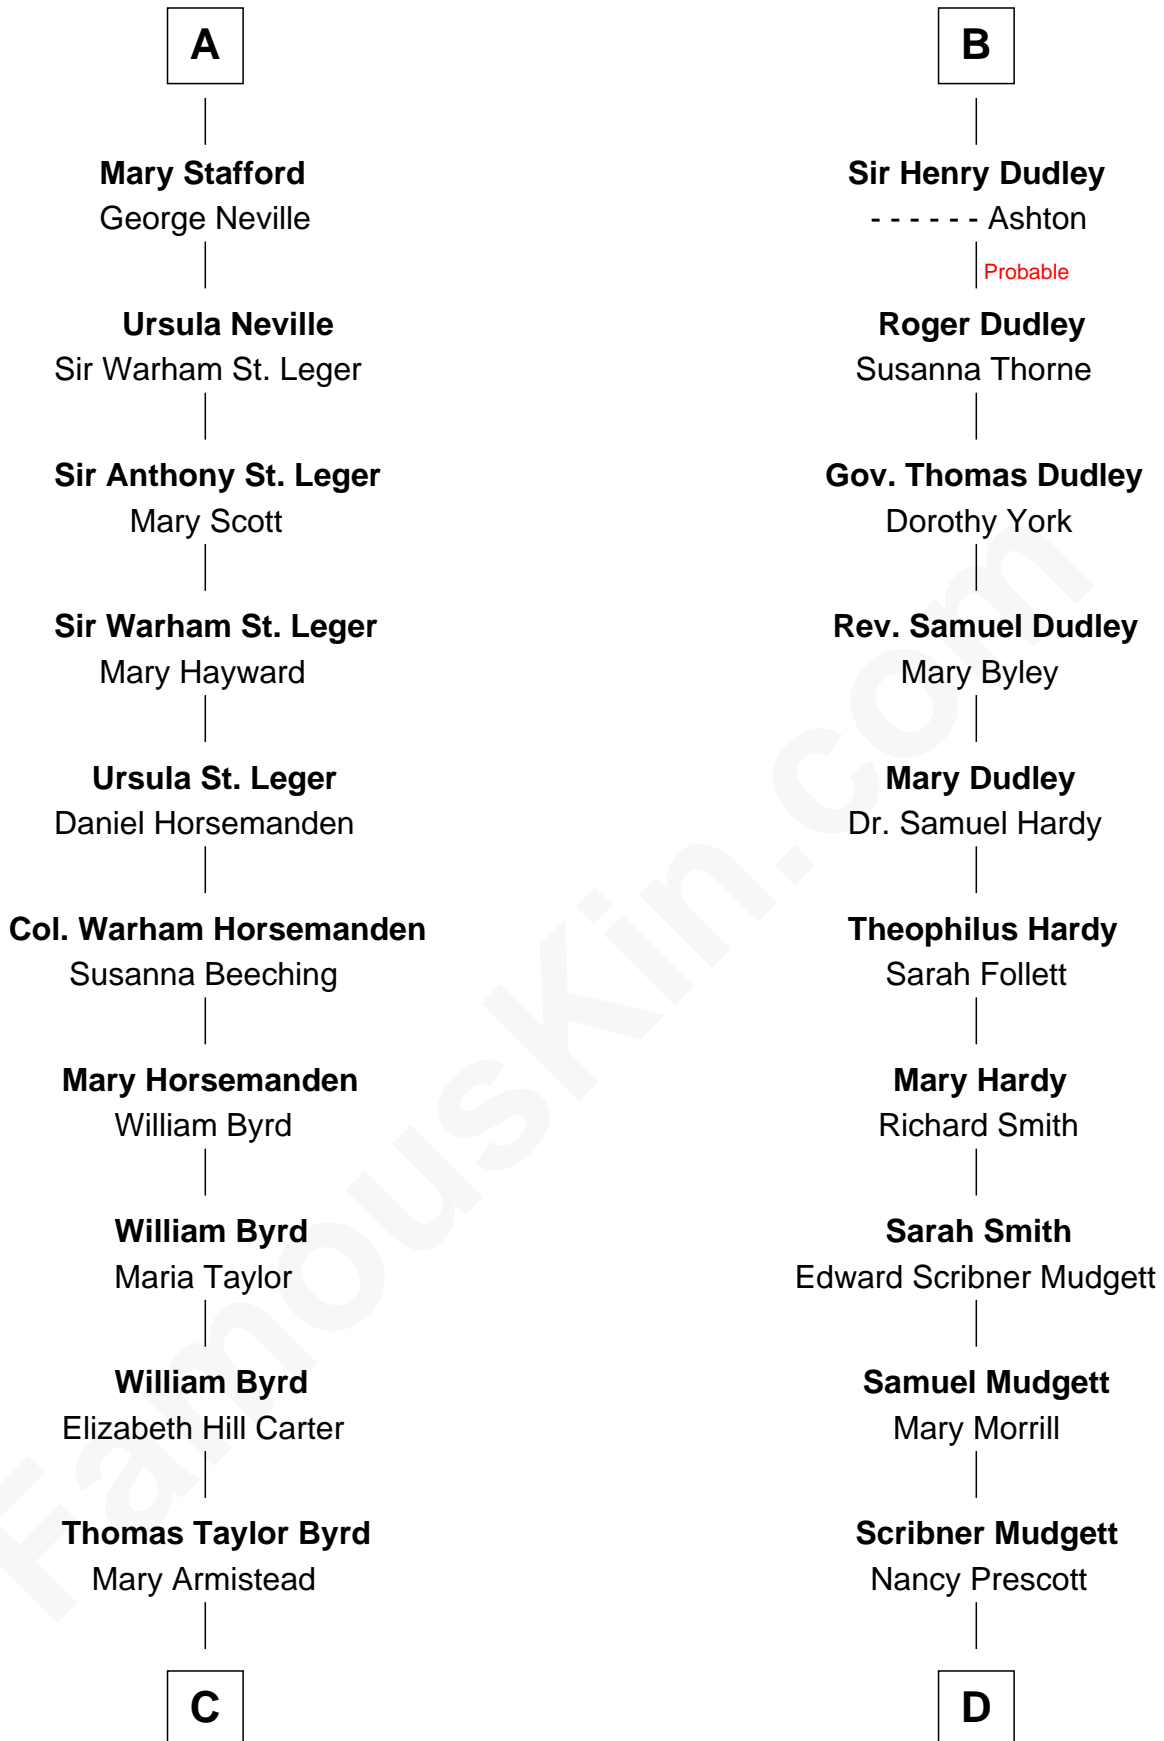 A
Mary Stafford
George Neville
Ursula Neville
Sir Warham St. Leger
Sir Anthony St. Leger
Mary Scott
Sir Warham St. Leger
Mary Hayward
Ursula St. Leger
Daniel Horsemanden
Col. Warham Horsemanden
Susanna Beeching
Mary Horsemanden
William Byrd
William Byrd
Maria Taylor
William Byrd
Elizabeth Hill Carter
Thomas Taylor Byrd
Mary Armistead
C
B
Sir Henry Dudley
- - - - - - Ashton
Probable
Roger Dudley
Susanna Thorne
Gov. Thomas Dudley
Dorothy York
Rev. Samuel Dudley
Mary Byley
Mary Dudley
Dr. Samuel Hardy
Theophilus Hardy
Sarah Follett
Mary Hardy
Richard Smith
Sarah Smith
Edward Scribner Mudgett
Samuel Mudgett
Mary Morrill
Scribner Mudgett
Nancy Prescott
D
FamousKin.com